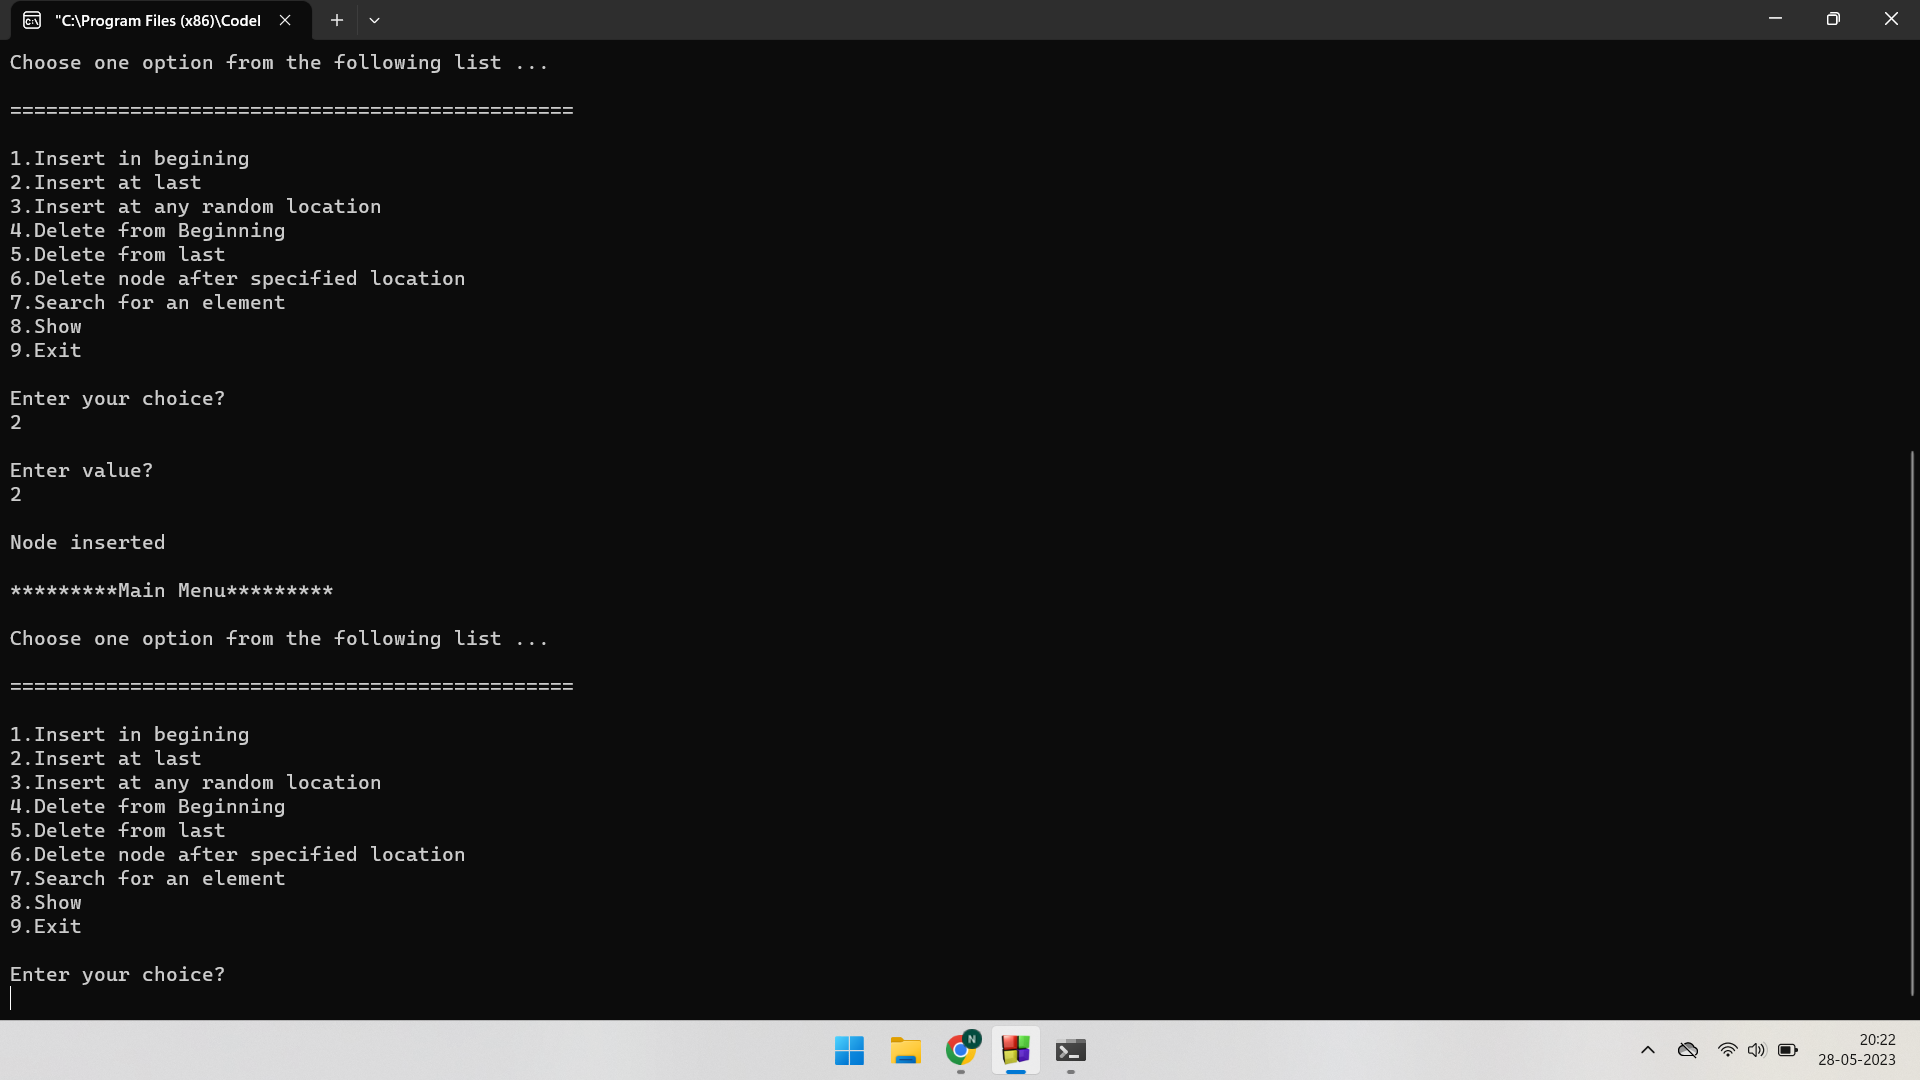 "C:\Program Files (x86)\Codel
Choose one option from the following list ...
===============================================
1.Insert in begining
2.Insert at last
3.Insert at any random location
4.Delete from Beginning
5.Delete from last
6.Delete node after specified location
7.Search for an element
8.Show
9.Exit
Enter your choice?
2
Enter value?
2
Node inserted
*********Main Menu*********
Choose one option from the following list ...
===============================================
1.Insert in begining
2.Insert at last
3.Insert at any random location
4.Delete from Beginning
5.Delete from last
6.Delete node after specified location
7.Search for an element
8.Show
9.Exit
Enter your choice?
N
20:22
28-05-2023